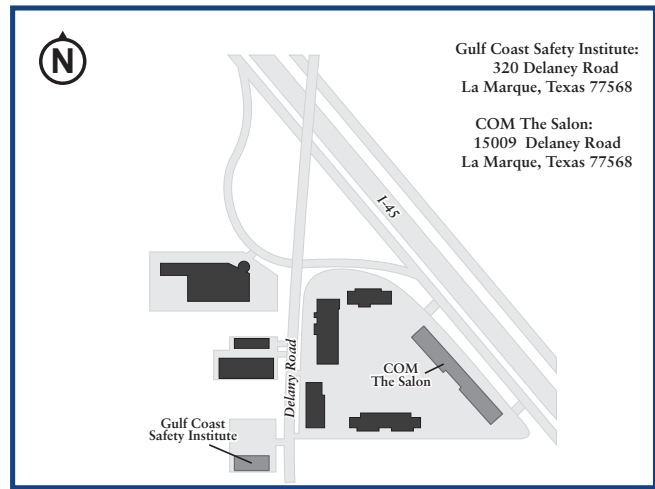 N
Gulf Coast Safety Institute:
320 Delaney Road
La Marque, Texas 77568
COM The Salon:
15009 Delaney Road
La Marque, Texas 77568
I-45
Delany Road
COM
The Salon
Gulf Coast
Safety Institute